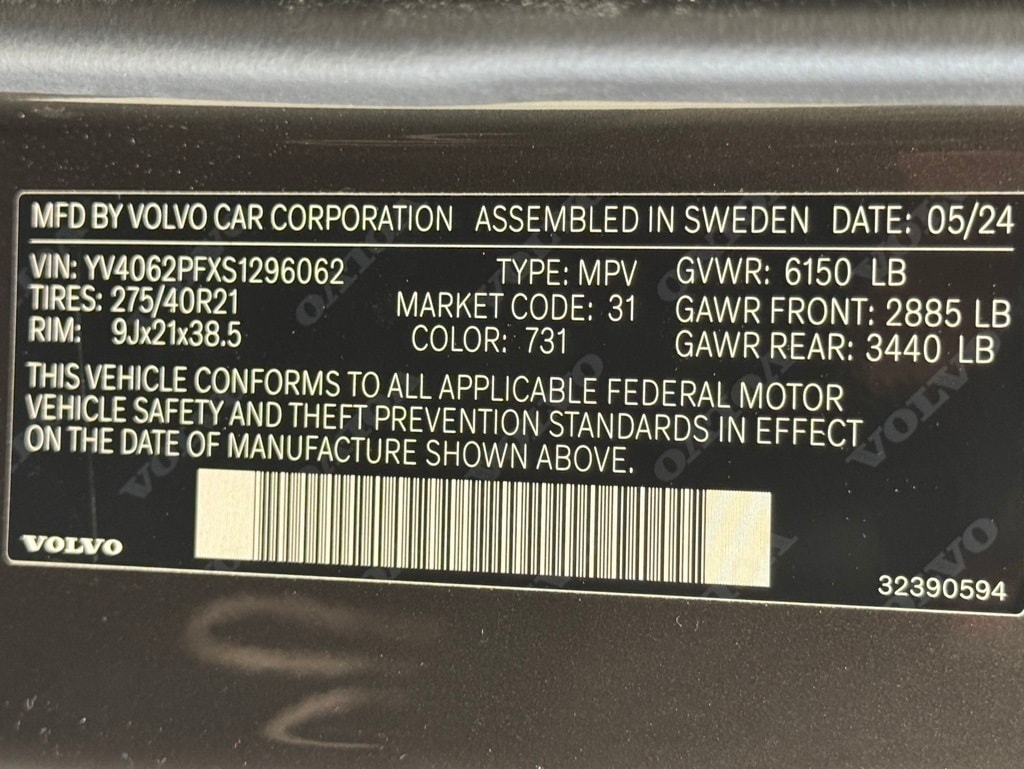 MFD BY VOLVO CAR CORPORATION ASSEMBLED IN SWEDEN DATE: 05/24
VIN: YV4062PFXS1296062 TYPE: MPV GVWR: 6150 LB
TIRES: 275/40R21 MARKET CODE: 31 GAWR FRONT: 2885 LB
RIM: 9Jx21x38.5 COLOR: 731 GAWR REAR: 3440 LB
THIS VEHICLE CONFORMS TO ALL APPLICABLE FEDERAL MOTOR
VEHICLE SAFETY AND THEFT PREVENTION STANDARDS IN EFFECT
ON THE DATE OF MANUFACTURE SHOWN ABOVE.
VOLVO
32390594